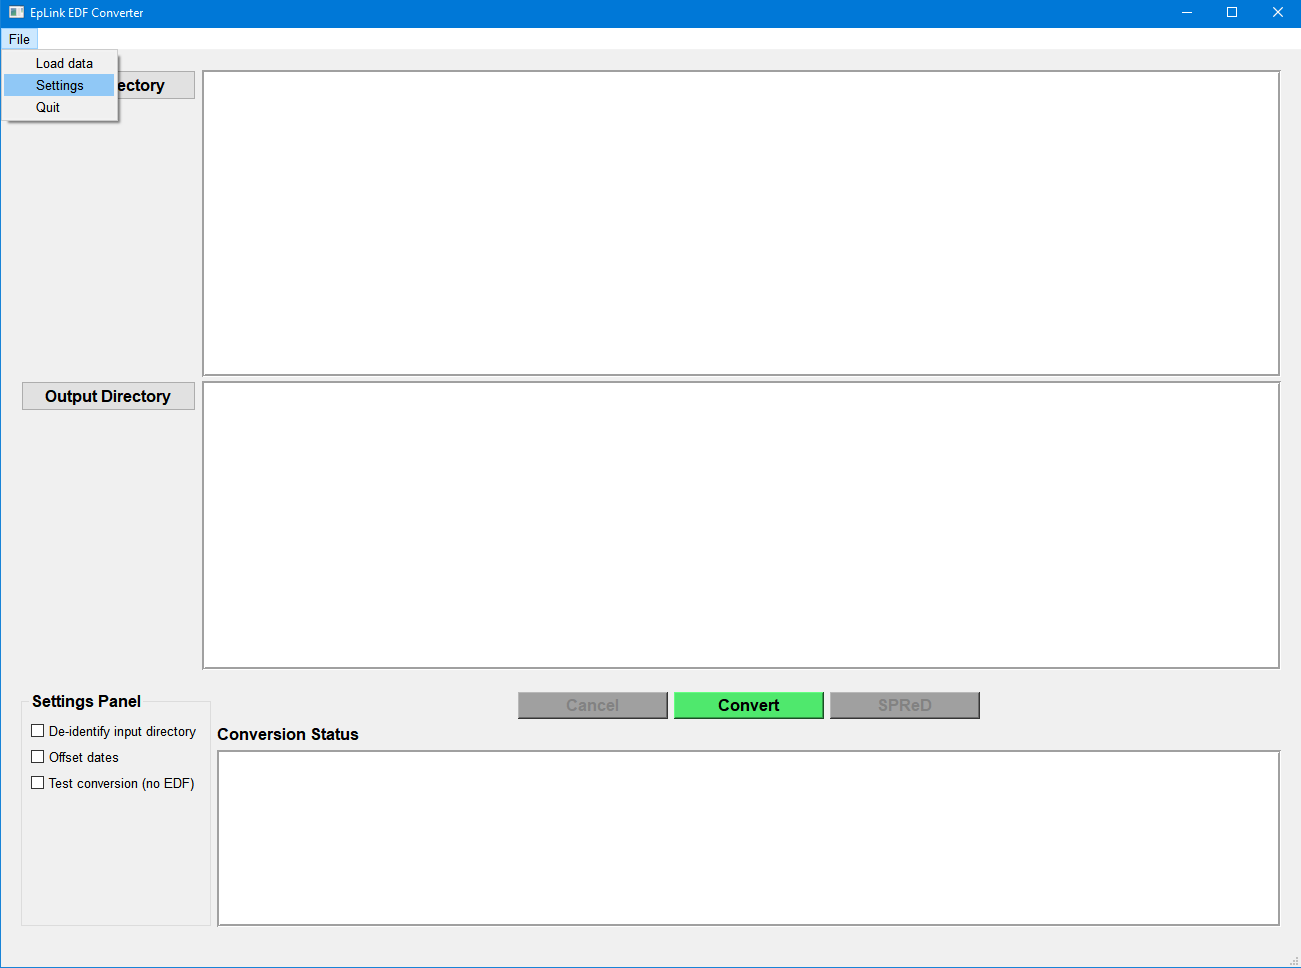 EpLink EDF Converter
File
Load data
Settings
Quit
ectory
Output Directory
Settings Panel
De-identify input directory
Offset dates
Test conversion (no EDF)
Cancel
Convert
SPReD
Conversion Status